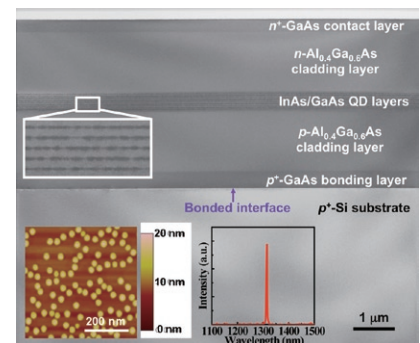 n⁺-GaAs contact layer
n-Al₀.₄Ga₀.₆As
cladding layer
InAs/GaAs QD layers
p-Al₀.₄Ga₀.₆As
cladding layer
p⁺-GaAs bonding layer
Bonded interface
p⁺-Si substrate
20 nm
0 nm
200 nm
Intensity (a.u.)
1100 1200 1300 1400 1500
Wavelength (nm)
1 μm